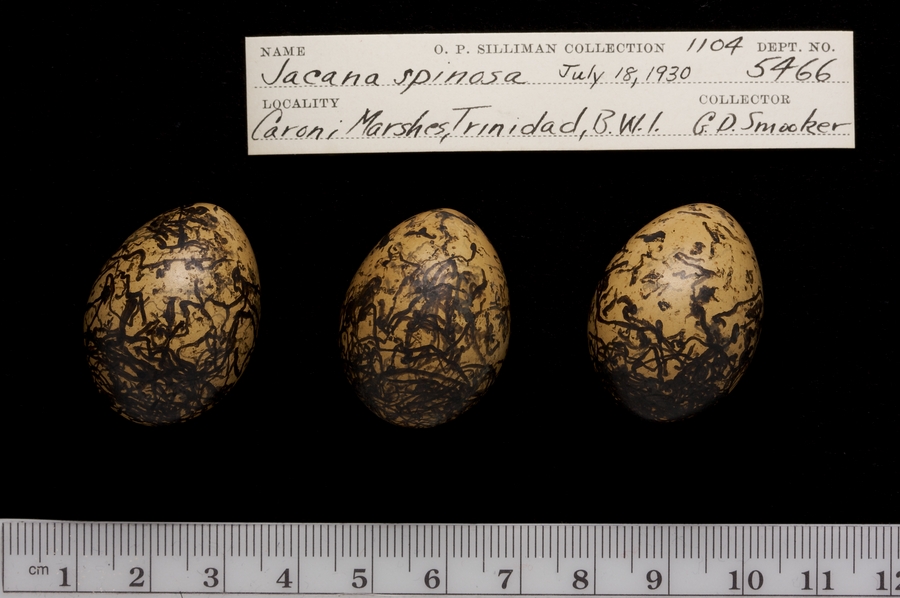 NAME O. P. SILLIMAN COLLECTION 1104 DEPT. NO.
Jacana spinosa July 18, 1930 5466
LOCALITY COLLECTOR
Caroni Marshes, Trinidad, B.W.I. G.D. Smooker
cm 1 2 3 4 5 6 7 8 9 10 11 12